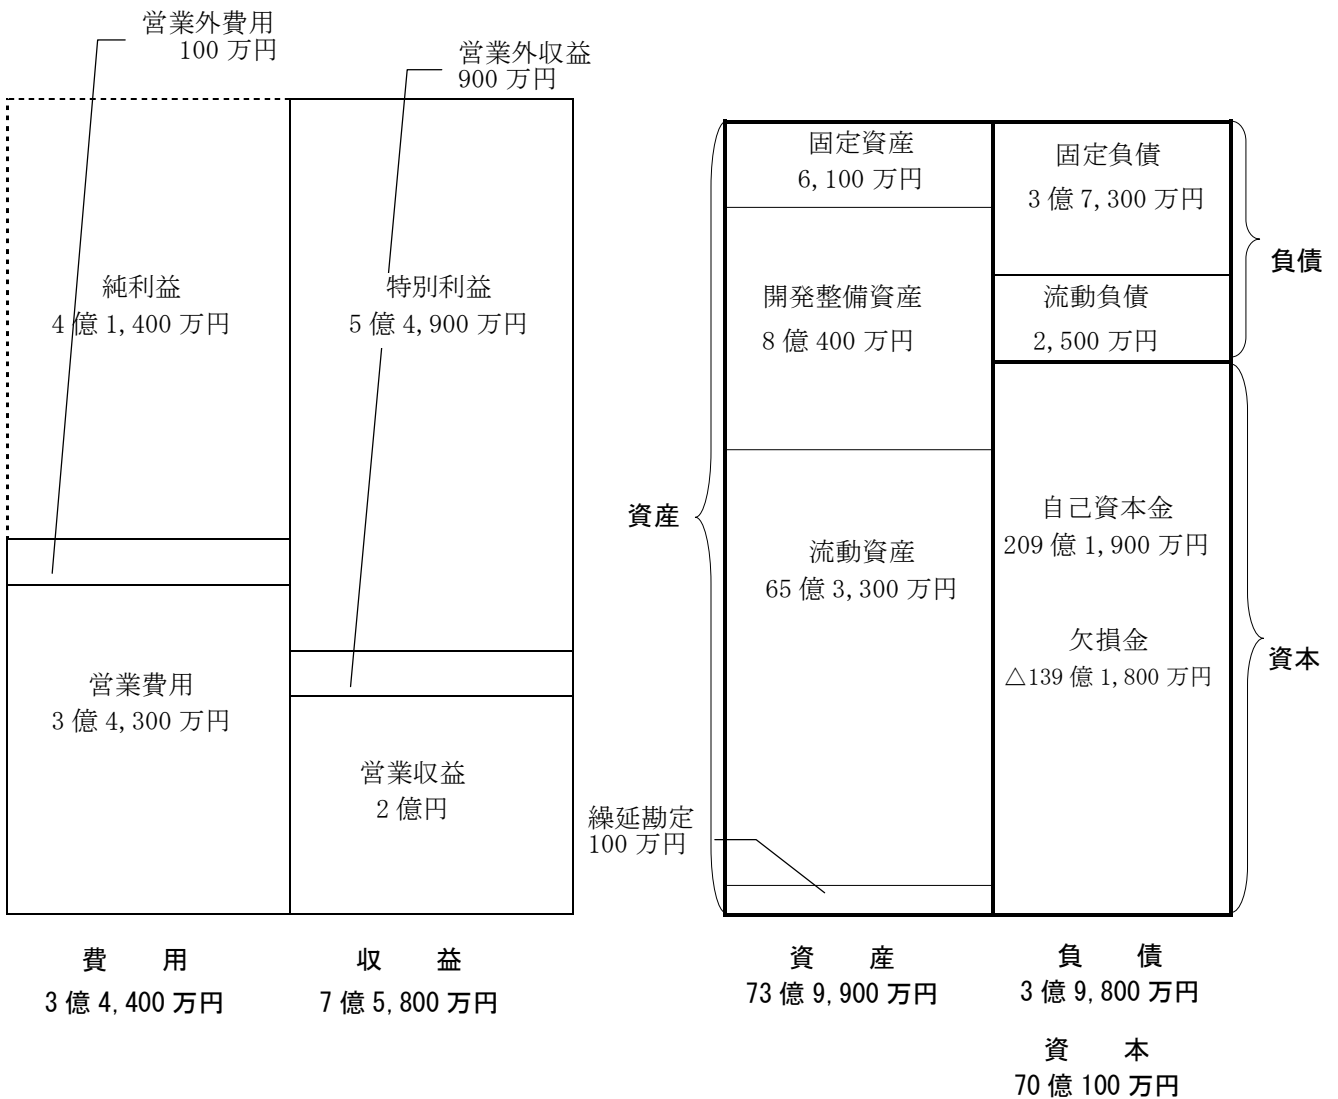 営業外費用
100 万円
営業外収益
900 万円
純利益
4 億 1,400 万円
特別利益
5 億 4,900 万円
営業費用
3 億 4,300 万円
営業収益
2 億円
費 用
3 億 4,400 万円
収 益
7 億 5,800 万円
固定資産
6,100 万円
開発整備資産
8 億 400 万円
資産
流動資産
65 億 3,300 万円
繰延勘定
100 万円
固定負債
3 億 7,300 万円
流動負債
2,500 万円
負債
自己資本金
209 億 1,900 万円
欠損金
△139 億 1,800 万円
資本
資 産
73 億 9,900 万円
負 債
3 億 9,800 万円
資 本
70 億 100 万円